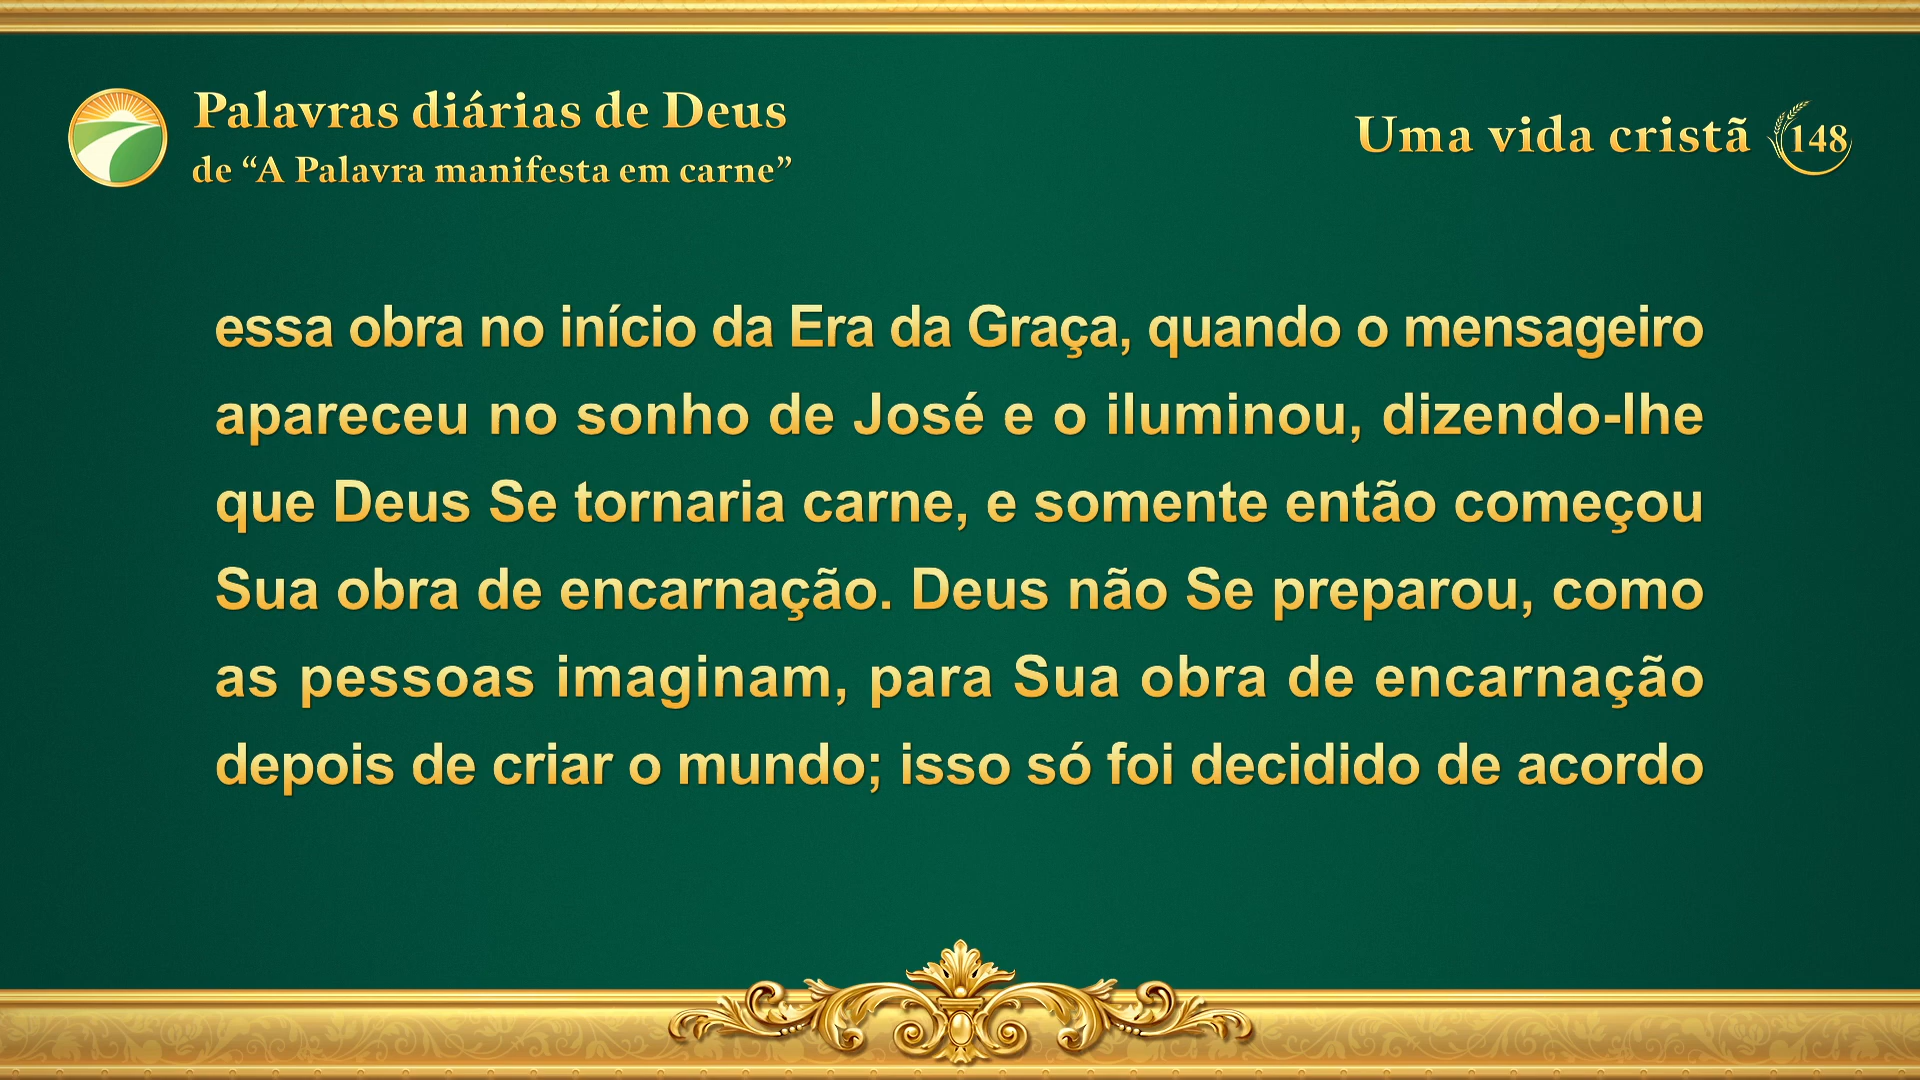 Palavras diárias de Deus
de “A Palavra manifesta em carne”
Uma vida cristã 148
essa obra no início da Era da Graça, quando o mensageiro
apareceu no sonho de José e o iluminou, dizendo-lhe
que Deus Se tornaria carne, e somente então começou
Sua obra de encarnação. Deus não Se preparou, como
as pessoas imaginam, para Sua obra de encarnação
depois de criar o mundo; isso só foi decidido de acordo